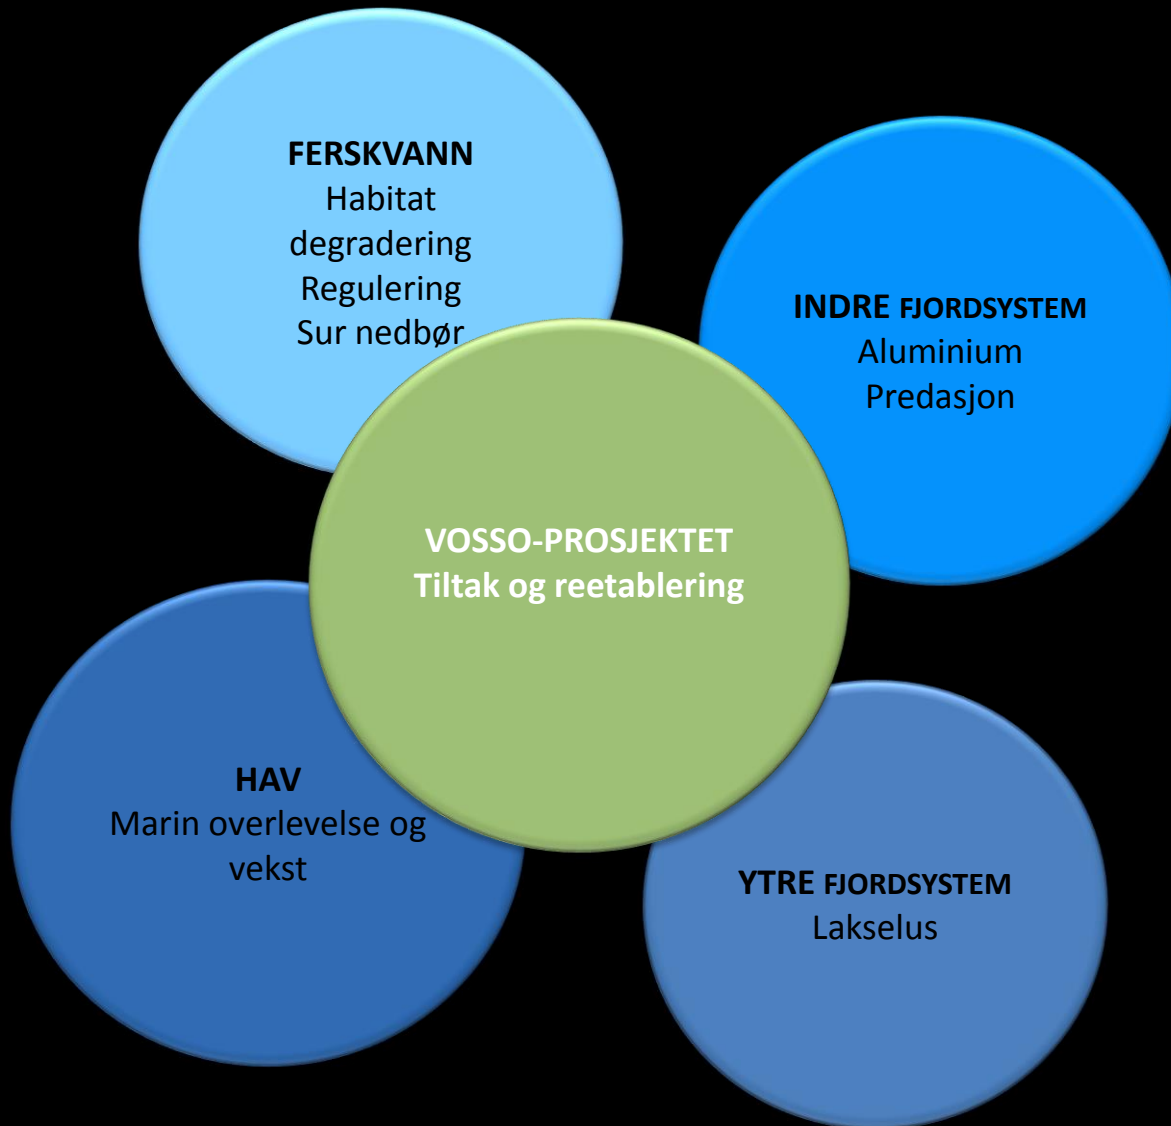 FERSKVANN
Habitat
degradering
Regulering
Sur nedbør
INDRE FJORDSYSTEM
Aluminium
Predasjon
VOSSO-PROSJEKTET
Tiltak og reetablering
HAV
Marin overlevelse og
vekst
YTRE FJORDSYSTEM
Lakselus